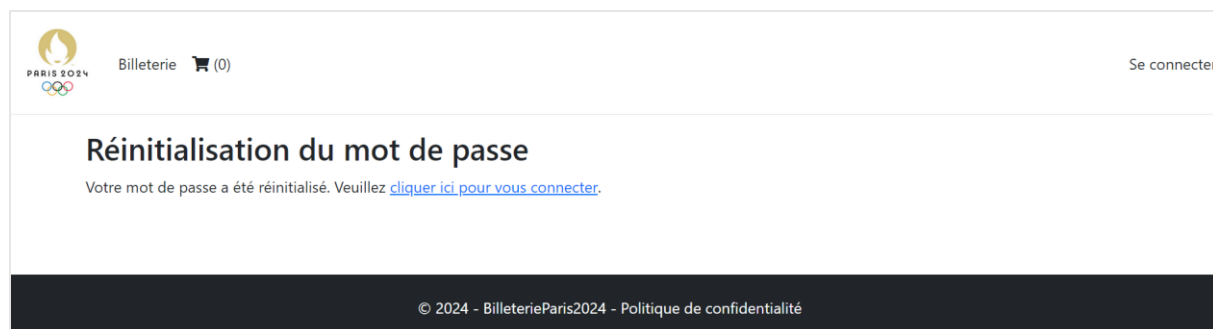 PARIS 2024
Billeterie (0)
Se connecter
Réinitialisation du mot de passe
Votre mot de passe a été réinitialisé. Veuillez cliquer ici pour vous connecter.
© 2024 - BilleterieParis2024 - Politique de confidentialité